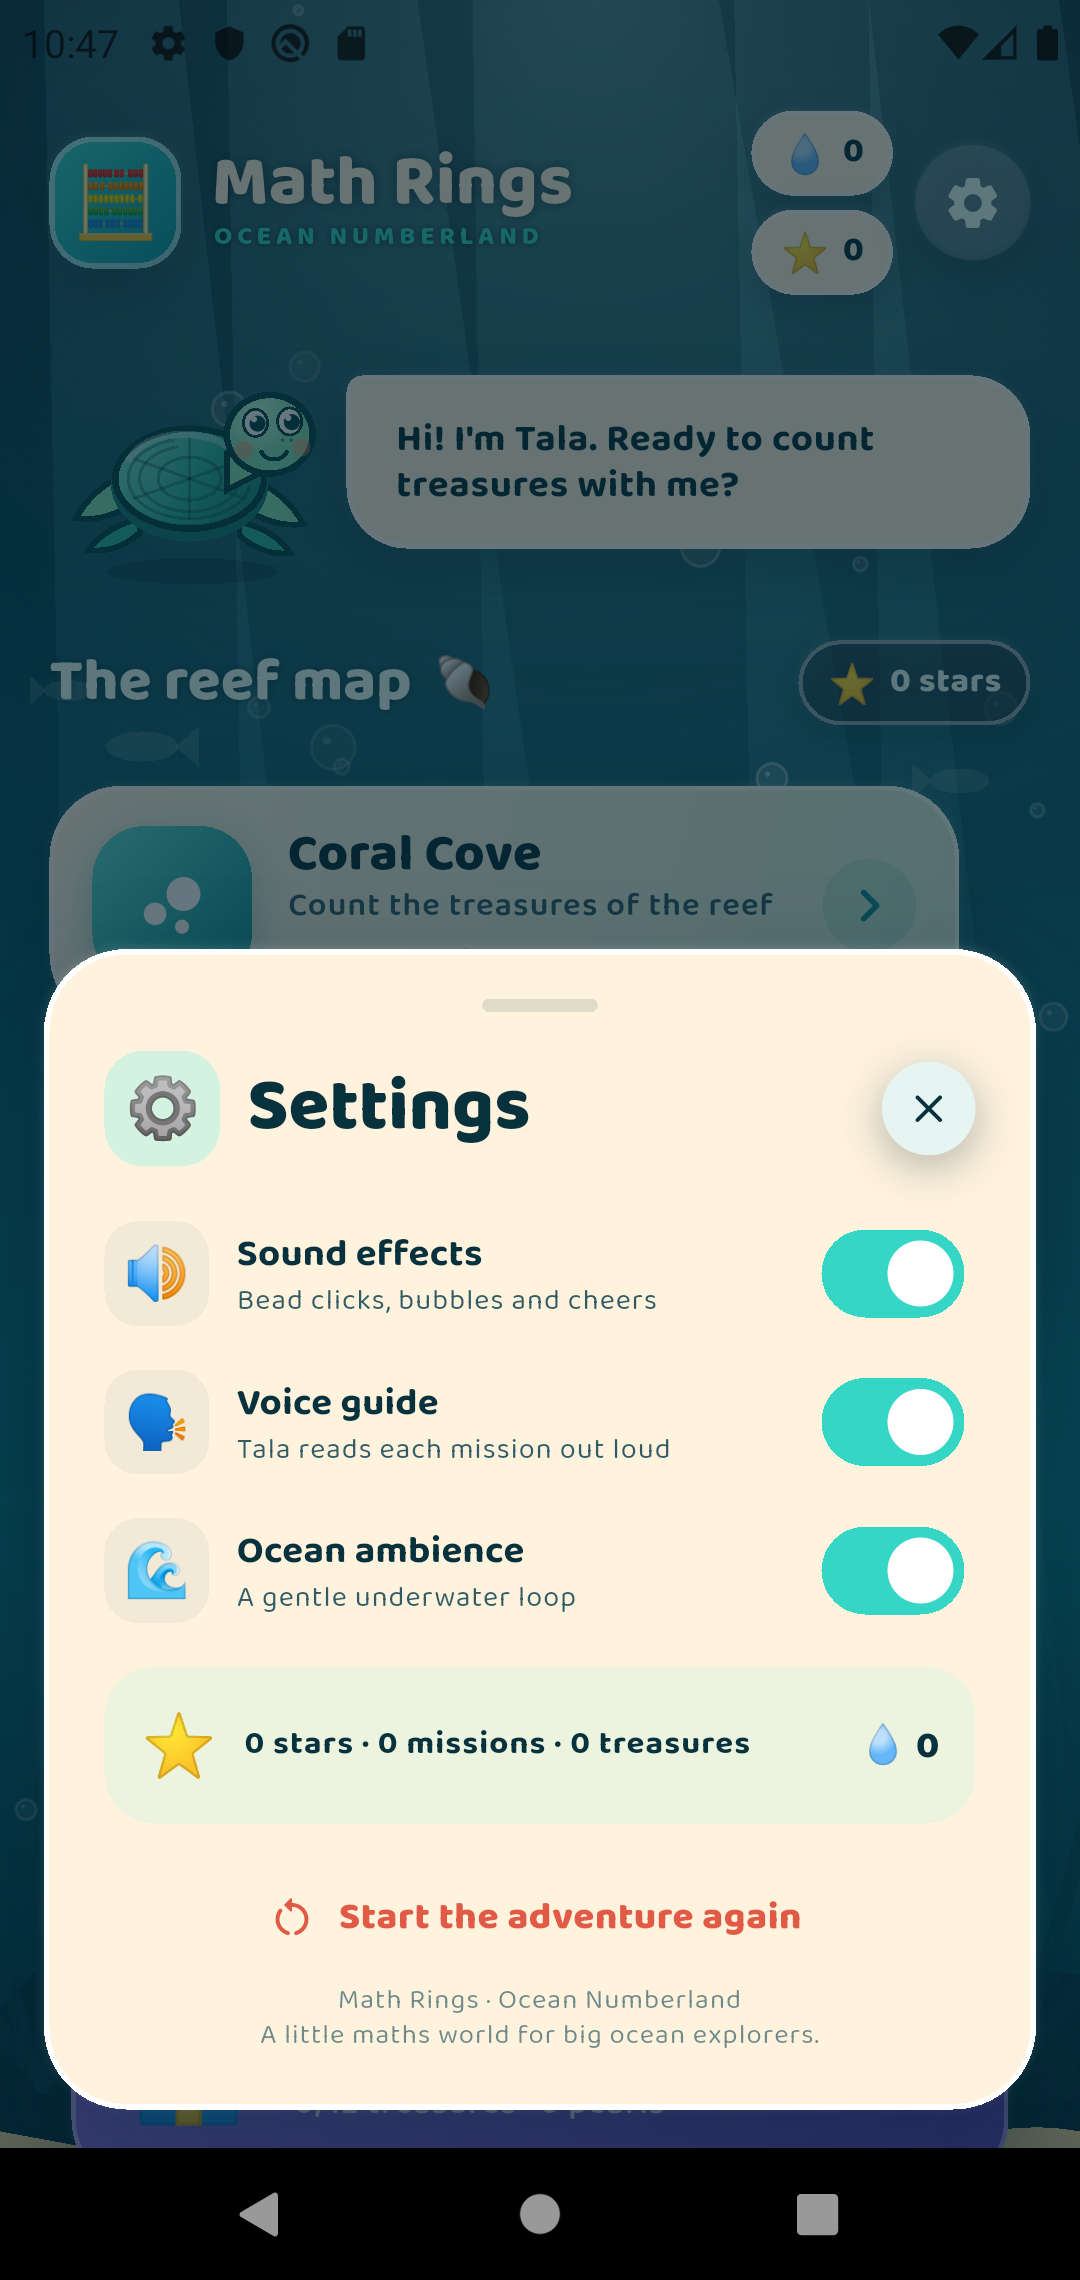 10:47
Math Rings
OCEAN NUMBERLAND
0
0
Hi! I'm Tala. Ready to count
treasures with me?
The reef map
0 stars
Coral Cove
Count the treasures of the reef
Settings
Sound effects
Bead clicks, bubbles and cheers
Voice guide
Tala reads each mission out loud
Ocean ambience
A gentle underwater loop
0 stars · 0 missions · 0 treasures
0
Start the adventure again
Math Rings · Ocean Numberland
A little maths world for big ocean explorers.